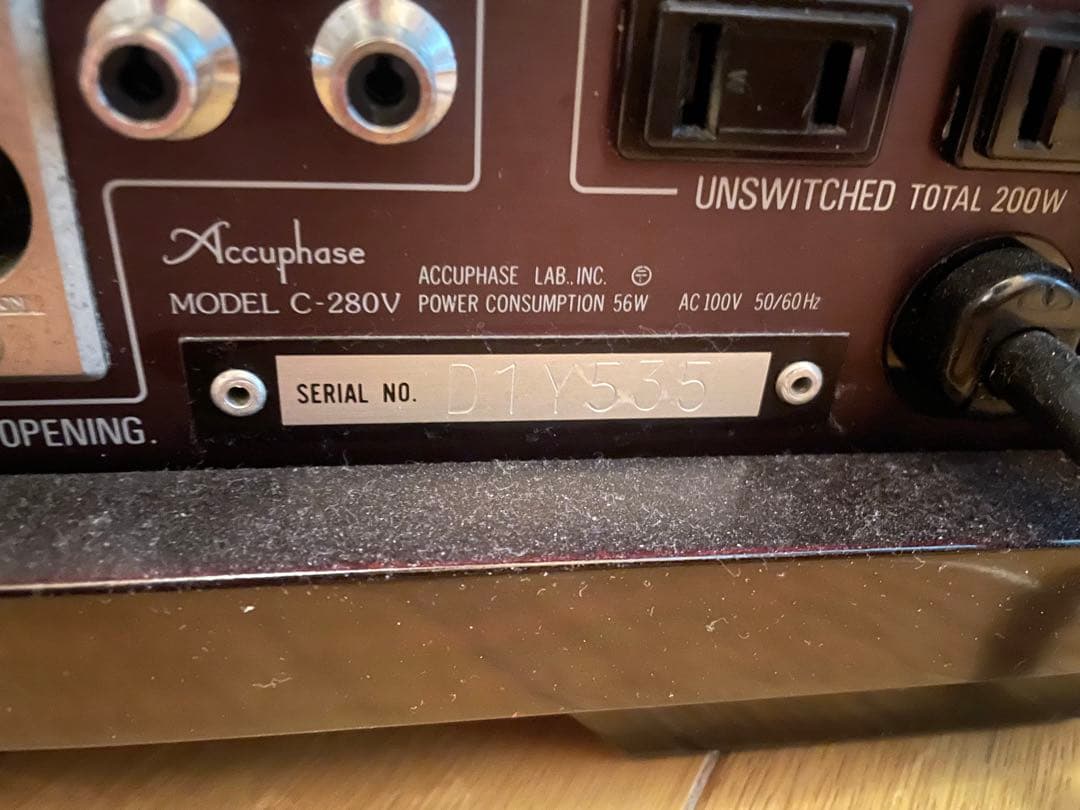 UNSWITCHED TOTAL 200W
Accuphase
ACCUPHASE LAB., INC.
MODEL C-280V
POWER CONSUMPTION 56W AC 100V 50/60Hz
SERIAL NO. D1Y535
OPENING.